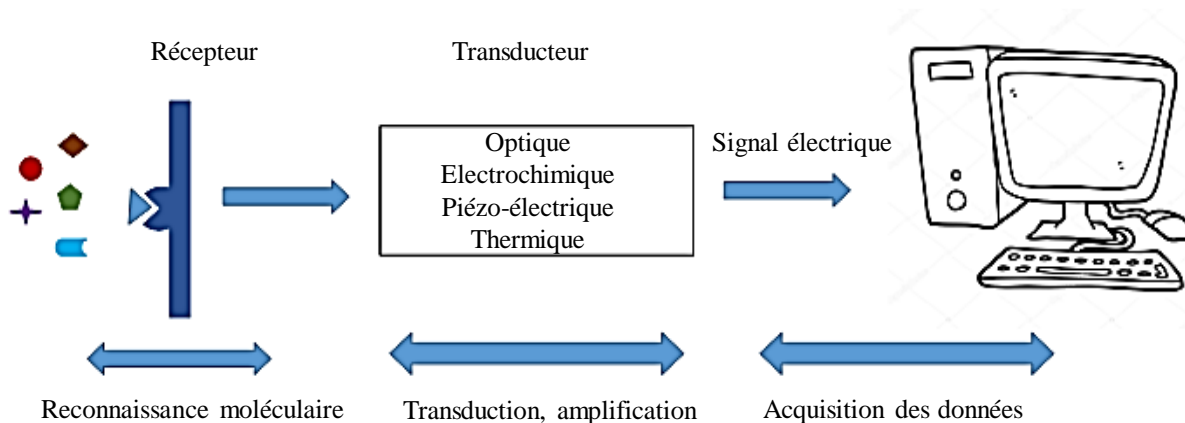 Récepteur
Transducteur
Optique
Electrochimique
Piézo-électrique
Thermique
Signal électrique
Reconnaissance moléculaire
Transduction, amplification
Acquisition des données